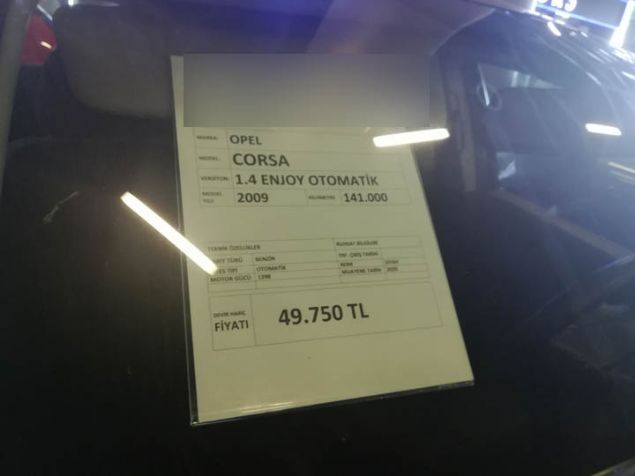 MARKA: OPEL
MODEL: CORSA
VERSİYON: 1.4 ENJOY OTOMATİK
MODEL YILI 2009 KİLOMETRE 141.000
TEKNİK ÖZELLİKLER RUHSAT BİLGİLERİ
YAKIT TÜRÜ BENZİN TRF. ÇIKIŞ TARİHİ
VİTES TİPİ OTOMATİK RENK
MOTOR GÜCÜ 1398 MUAYENE TARİHİ 2020
DEVİR HARİÇ
FİYATI 49.750 TL